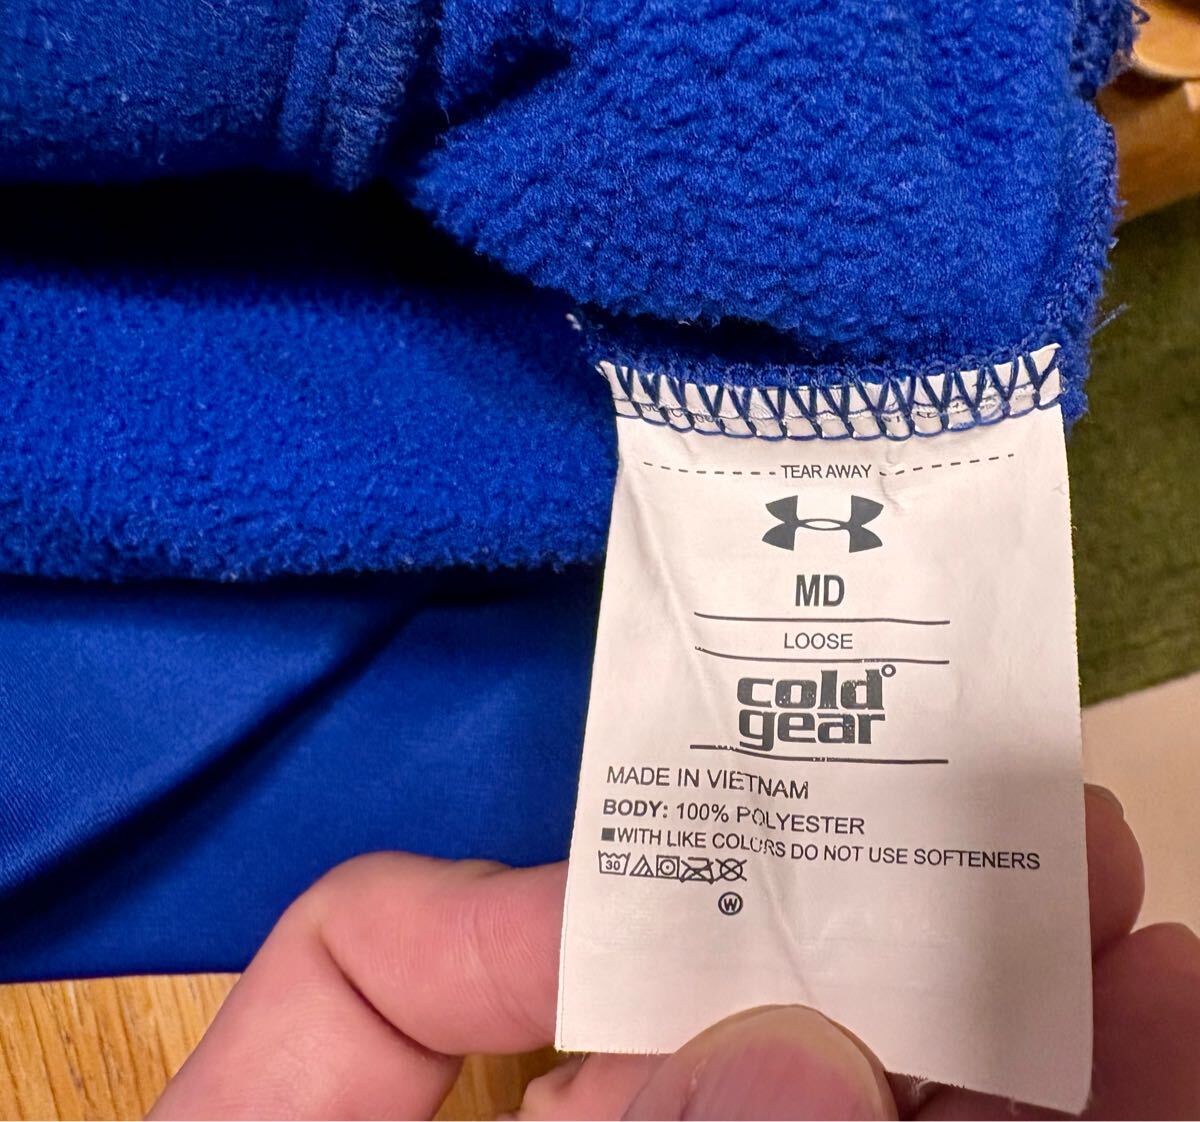 TEAR AWAY
MD
LOOSE
cold°
gear
MADE IN VIETNAM
BODY: 100% POLYESTER
■WITH LIKE COLORS DO NOT USE SOFTENERS
30
W